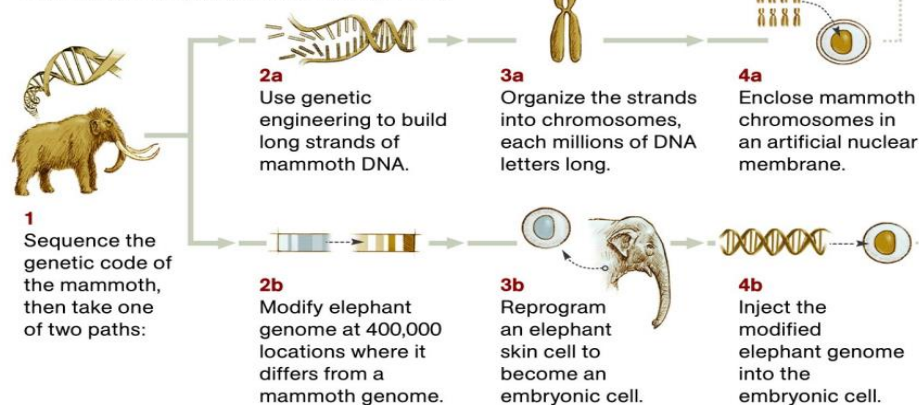 1
Sequence the
genetic code of
the mammoth,
then take one
of two paths:
2a
Use genetic
engineering to build
long strands of
mammoth DNA.
3a
Organize the strands
into chromosomes,
each millions of DNA
letters long.
4a
Enclose mammoth
chromosomes in
an artificial nuclear
membrane.
2b
Modify elephant
genome at 400,000
locations where it
differs from a
mammoth genome.
3b
Reprogram
an elephant
skin cell to
become an
embryonic cell.
4b
Inject the
modified
elephant genome
into the
embryonic cell.